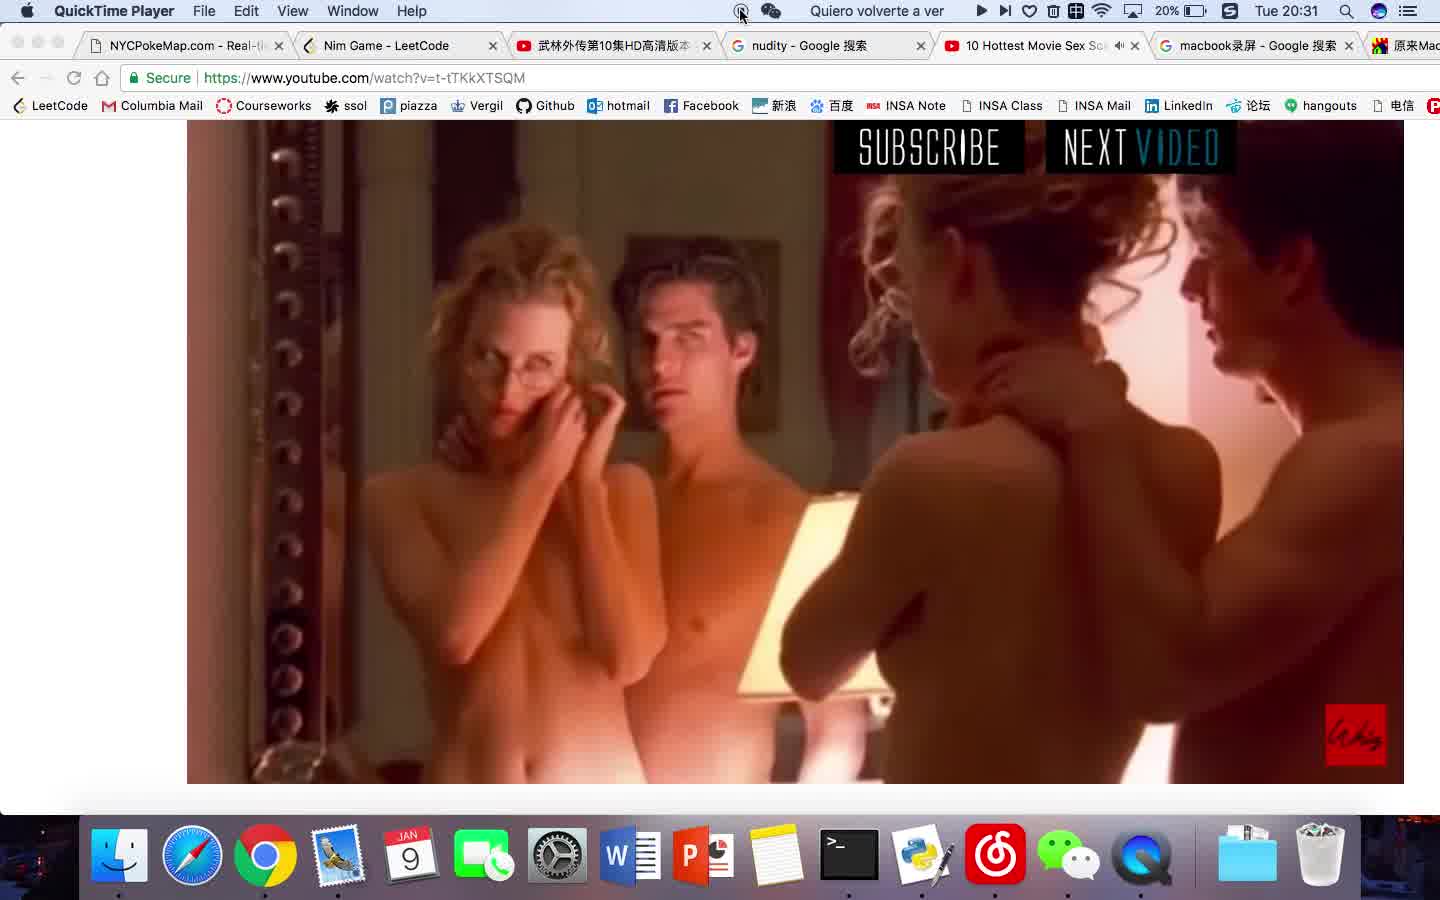 QuickTime Player File Edit View Window Help Quiero volverte a ver 20% Tue 20:31
NYCPokeMap.com - Real-ti
Nim Game - LeetCode
武林外传第10集HD高清版本
nudity - Google 搜索
10 Hottest Movie Sex Sc
macbook录屏 - Google 搜索
原来Mac
Secure https://www.youtube.com/watch?v=t-tTKkXTSQM
LeetCode Columbia Mail Courseworks ssol piazza Vergil Github hotmail Facebook 新浪 百度 INSA Note INSA Class INSA Mail LinkedIn 论坛 hangouts 电信
SUBSCRIBE NEXT VIDEO
JAN
9
W P >_